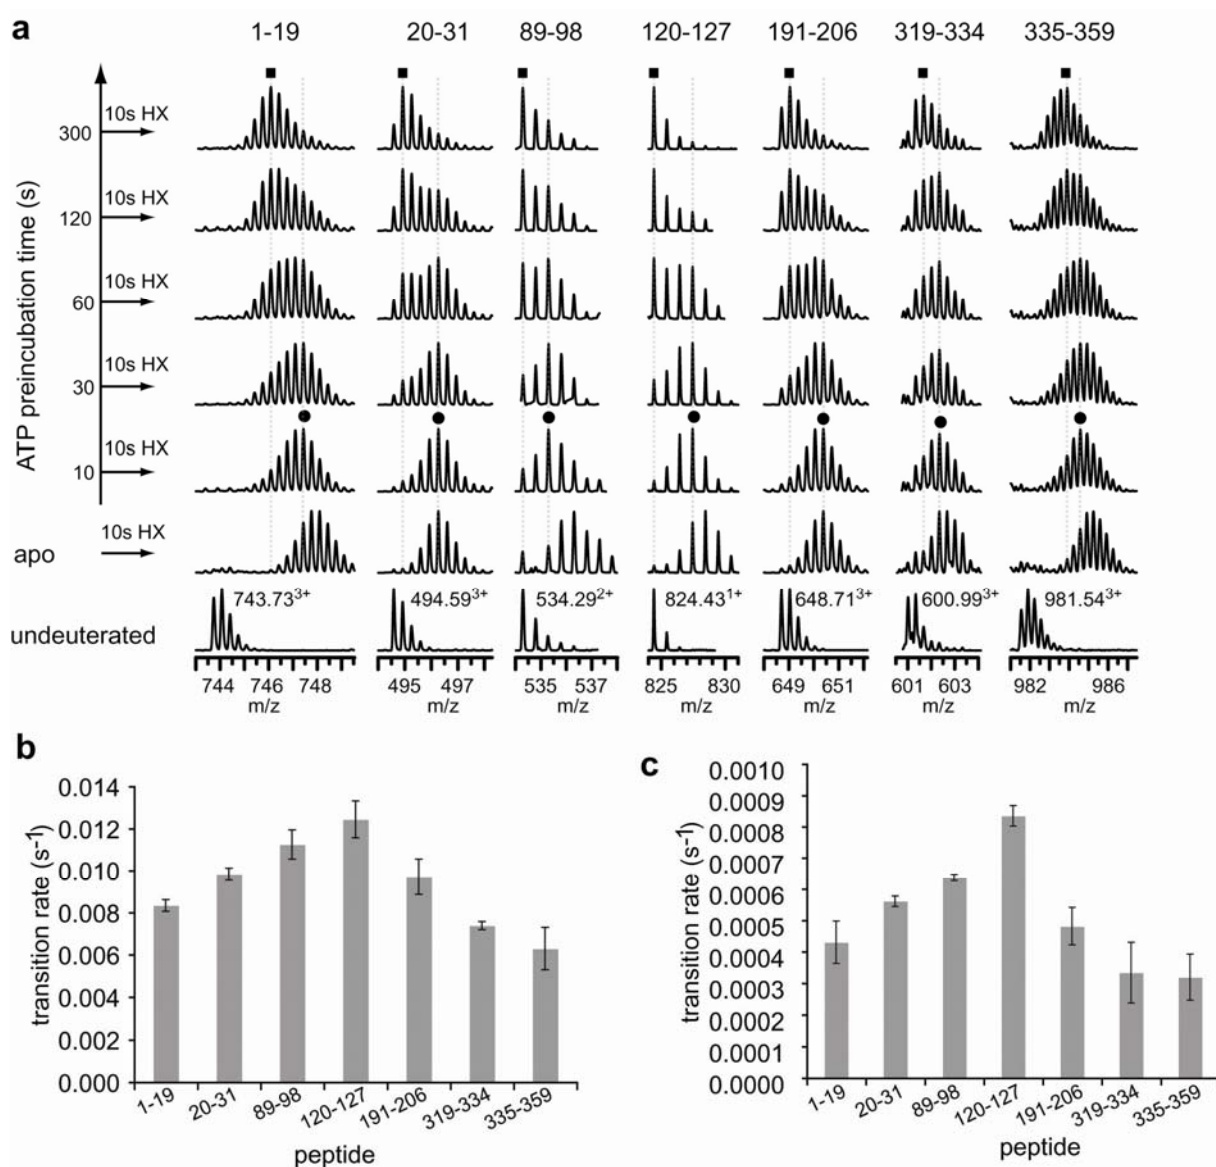 a
1-19 20-31 89-98 120-127 191-206 319-334 335-359
ATP preincubation time (s)
10s HX
300
10s HX
120
10s HX
60
10s HX
30
10s HX
10
10s HX
apo
undeuterated
743.73³⁺ 494.59³⁺ 534.29²⁺ 824.43¹⁺ 648.71³⁺ 600.99³⁺ 981.54³⁺
744 746 748 495 497 535 537 825 830 649 651 601 603 982 986
m/z m/z m/z m/z m/z m/z m/z
b
transition rate (s⁻¹)
0.014
0.012
0.010
0.008
0.006
0.004
0.002
0.000
1-19 20-31 89-98 120-127 191-206 319-334 335-359
peptide
c
transition rate (s⁻¹)
0.0010
0.0009
0.0008
0.0007
0.0006
0.0005
0.0004
0.0003
0.0002
0.0001
0.0000
1-19 20-31 89-98 120-127 191-206 319-334 335-359
peptide